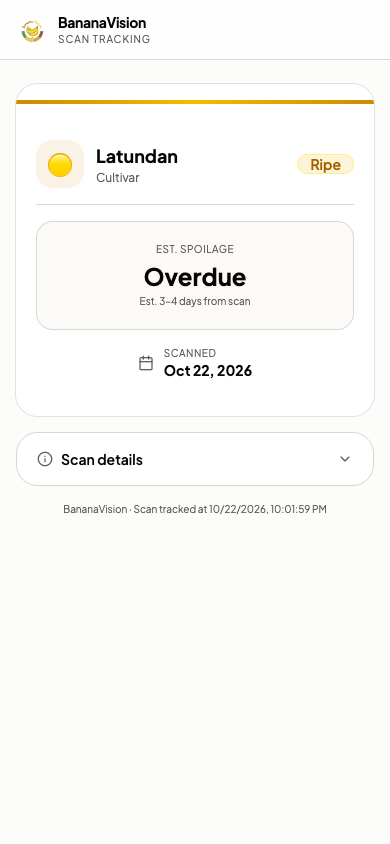 BananaVision
SCAN TRACKING
Latundan
Cultivar
Ripe
EST. SPOILAGE
Overdue
Est. 3–4 days from scan
SCANNED
Oct 22, 2026
Scan details
BananaVision · Scan tracked at 10/22/2026, 10:01:59 PM